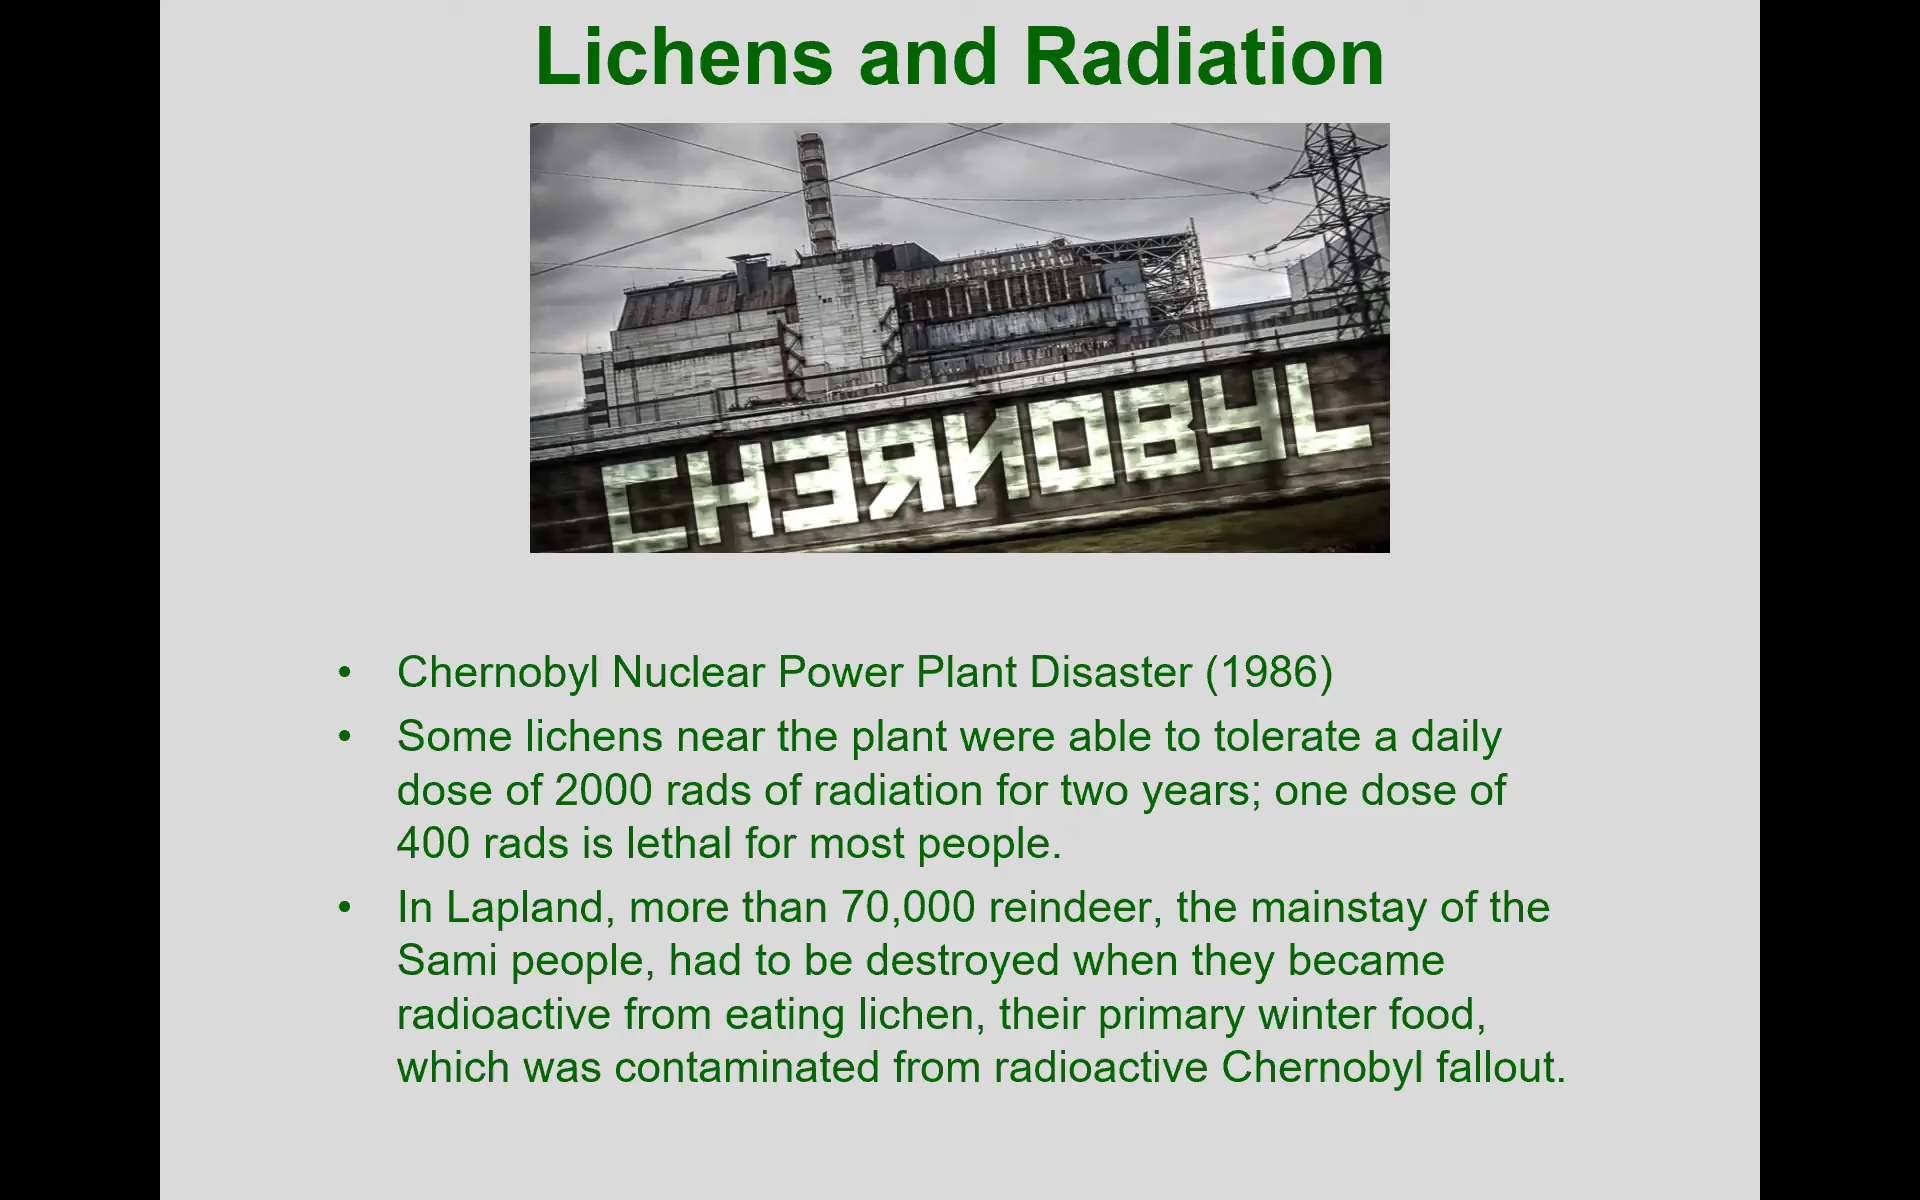 Lichens and Radiation
CHEЯИOBYL
• Chernobyl Nuclear Power Plant Disaster (1986)
• Some lichens near the plant were able to tolerate a daily
dose of 2000 rads of radiation for two years; one dose of
400 rads is lethal for most people.
• In Lapland, more than 70,000 reindeer, the mainstay of the
Sami people, had to be destroyed when they became
radioactive from eating lichen, their primary winter food,
which was contaminated from radioactive Chernobyl fallout.